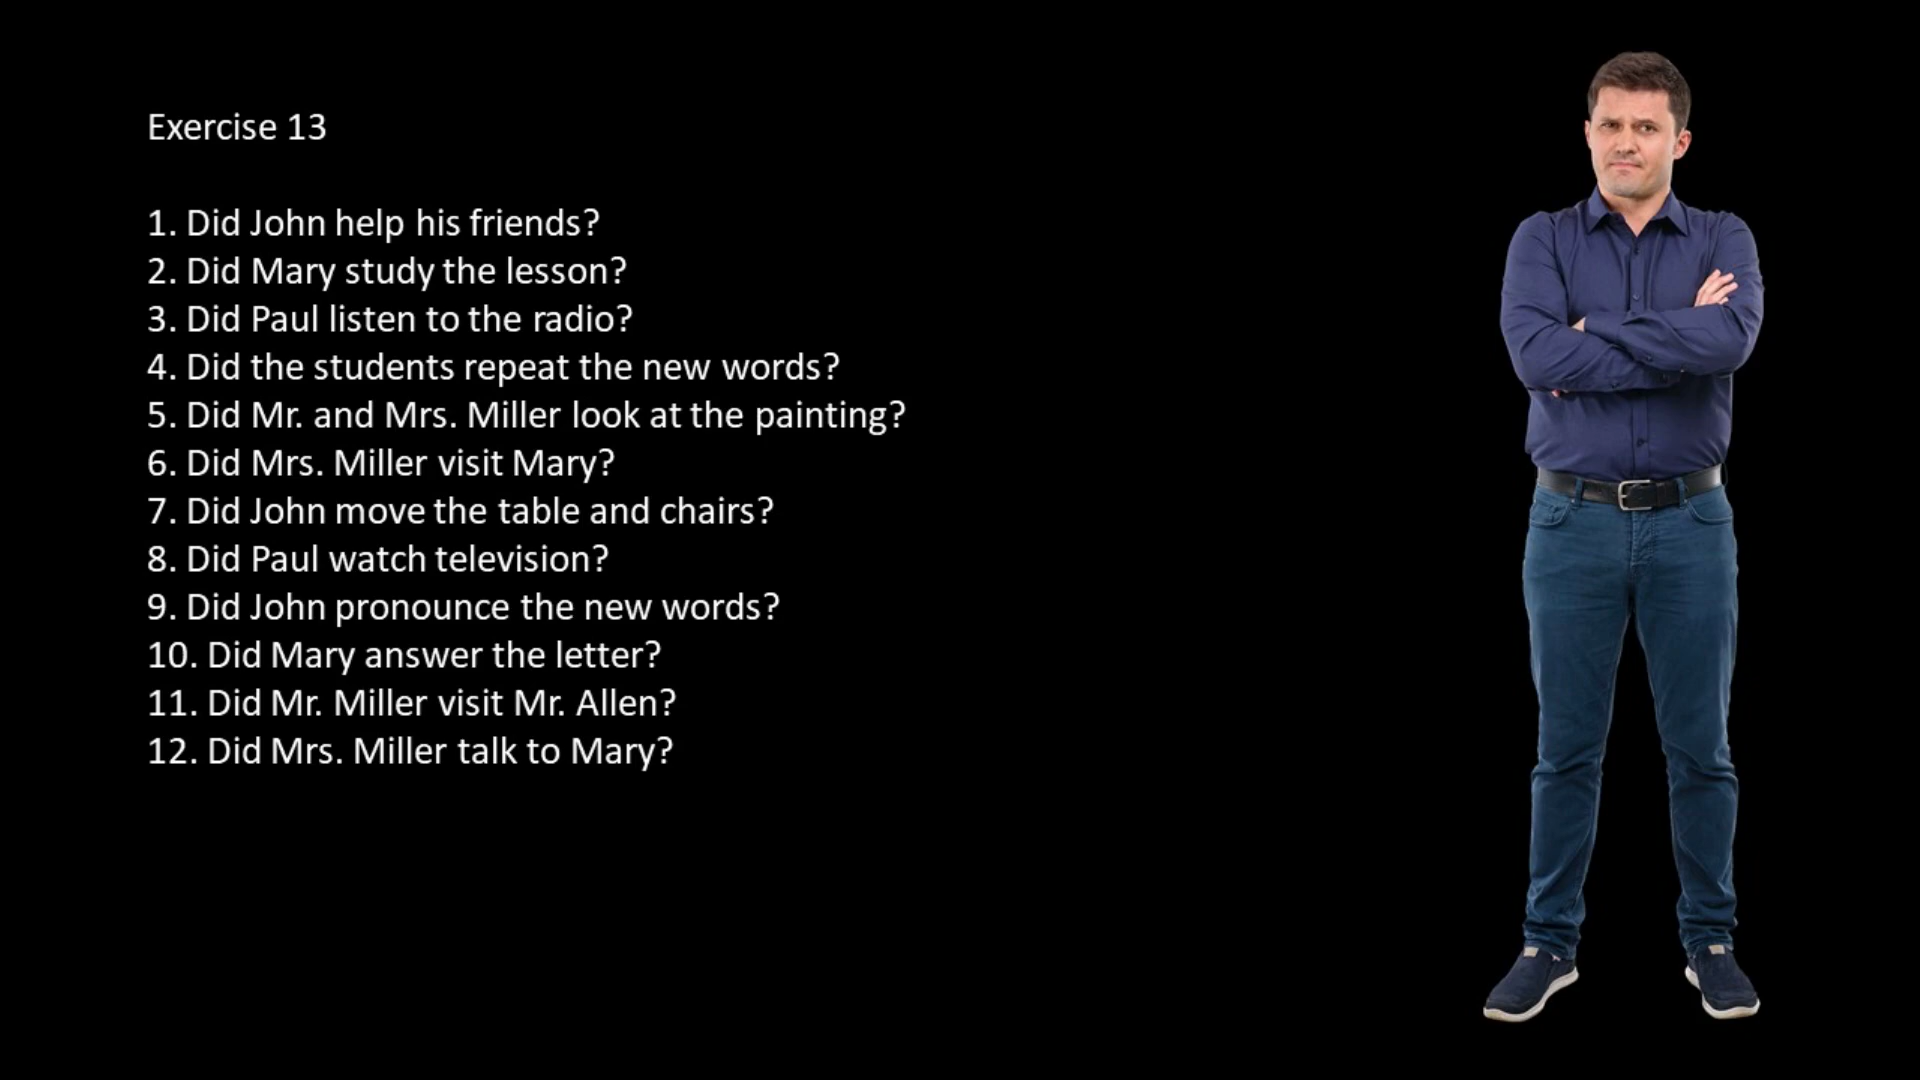 Exercise 13
1. Did John help his friends?
2. Did Mary study the lesson?
3. Did Paul listen to the radio?
4. Did the students repeat the new words?
5. Did Mr. and Mrs. Miller look at the painting?
6. Did Mrs. Miller visit Mary?
7. Did John move the table and chairs?
8. Did Paul watch television?
9. Did John pronounce the new words?
10. Did Mary answer the letter?
11. Did Mr. Miller visit Mr. Allen?
12. Did Mrs. Miller talk to Mary?